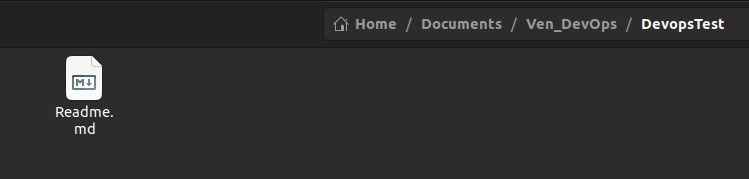 Home / Documents / Ven_DevOps / DevopsTest
M
Readme.
md